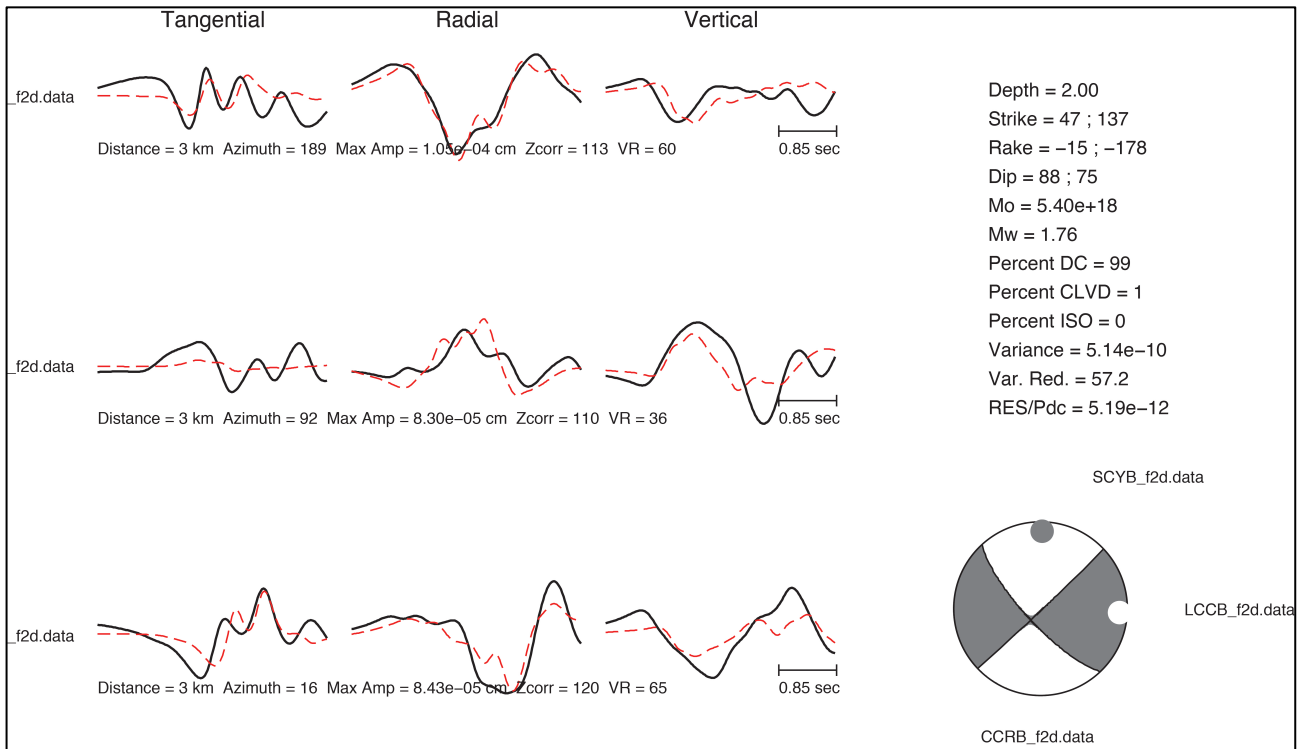 Tangential Radial Vertical
_f2d.data
Distance = 3 km Azimuth = 189 Max Amp = 1.05e−04 cm Zcorr = 113 VR = 60
0.85 sec
_f2d.data
Distance = 3 km Azimuth = 92 Max Amp = 8.30e−05 cm Zcorr = 110 VR = 36
0.85 sec
_f2d.data
Distance = 3 km Azimuth = 16 Max Amp = 8.43e−05 cm Zcorr = 120 VR = 65
0.85 sec
Depth = 2.00
Strike = 47 ; 137
Rake = −15 ; −178
Dip = 88 ; 75
Mo = 5.40e+18
Mw = 1.76
Percent DC = 99
Percent CLVD = 1
Percent ISO = 0
Variance = 5.14e−10
Var. Red. = 57.2
RES/Pdc = 5.19e−12
SCYB_f2d.data
LCCB_f2d.data
CCRB_f2d.data